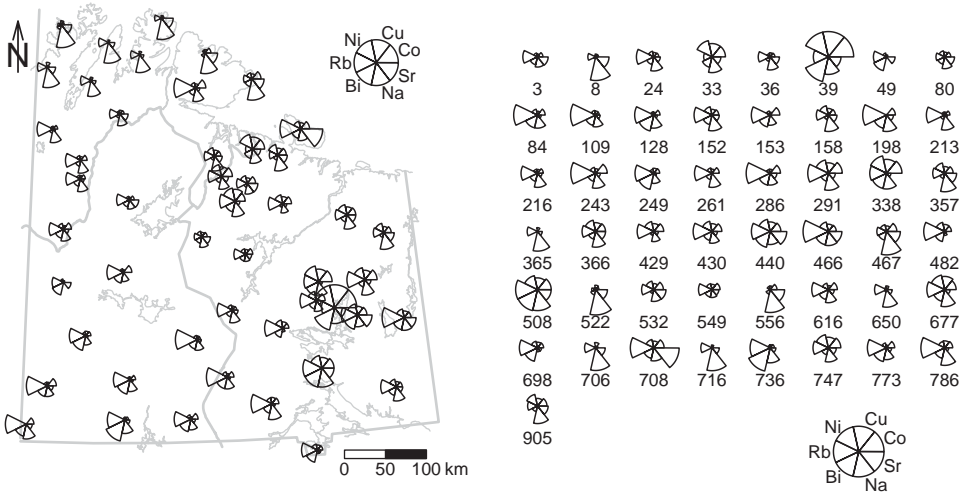 N
Ni Cu
Rb Co
Bi Sr
Na
0 50 100 km
3 8 24 33 36 39 49 80
84 109 128 152 153 158 198 213
216 243 249 261 286 291 338 357
365 366 429 430 440 466 467 482
508 522 532 549 556 616 650 677
698 706 708 716 736 747 773 786
905
Ni Cu
Rb Co
Bi Sr
Na